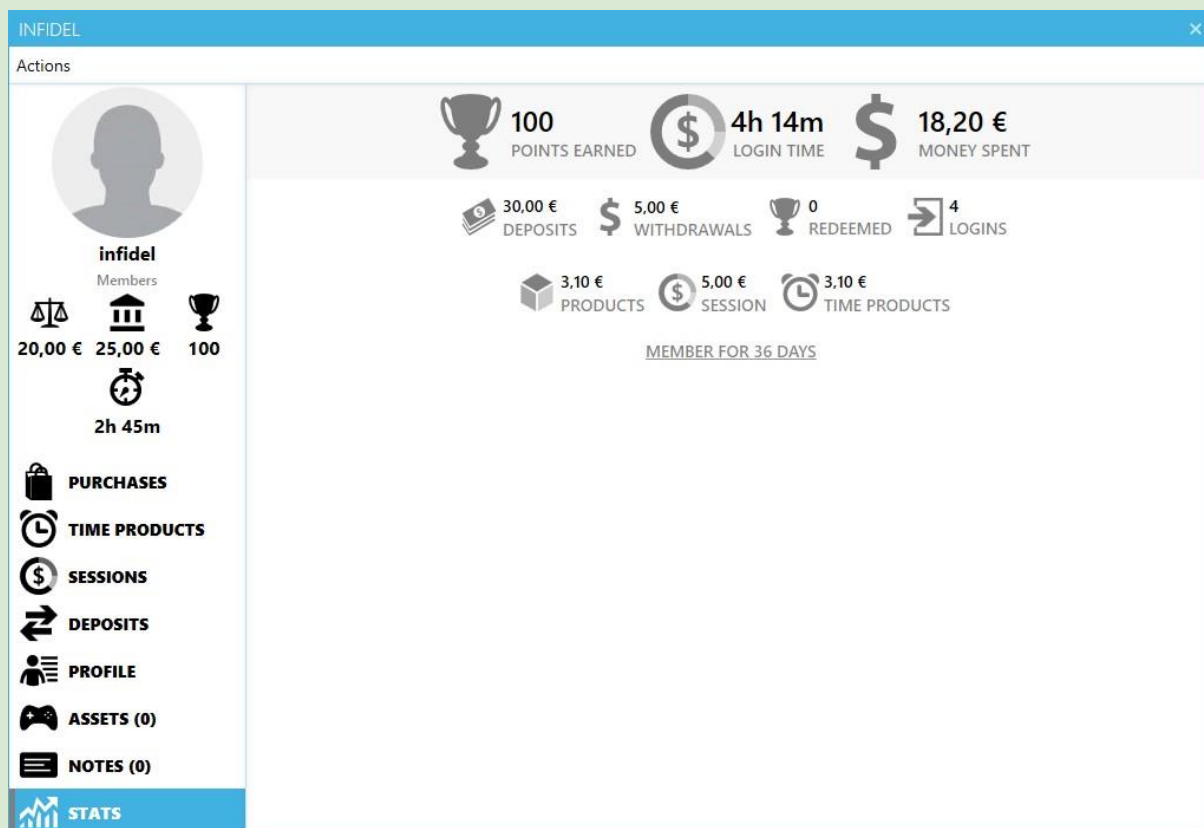 INFIDEL
Actions
infidel
Members
20,00 € 25,00 € 100
2h 45m
PURCHASES
TIME PRODUCTS
SESSIONS
DEPOSITS
PROFILE
ASSETS (0)
NOTES (0)
STATS
100 4h 14m 18,20 €
POINTS EARNED LOGIN TIME MONEY SPENT
30,00 € 5,00 € 0 4
DEPOSITS WITHDRAWALS REDEEMED LOGINS
3,10 € 5,00 € 3,10 €
PRODUCTS SESSION TIME PRODUCTS
MEMBER FOR 36 DAYS